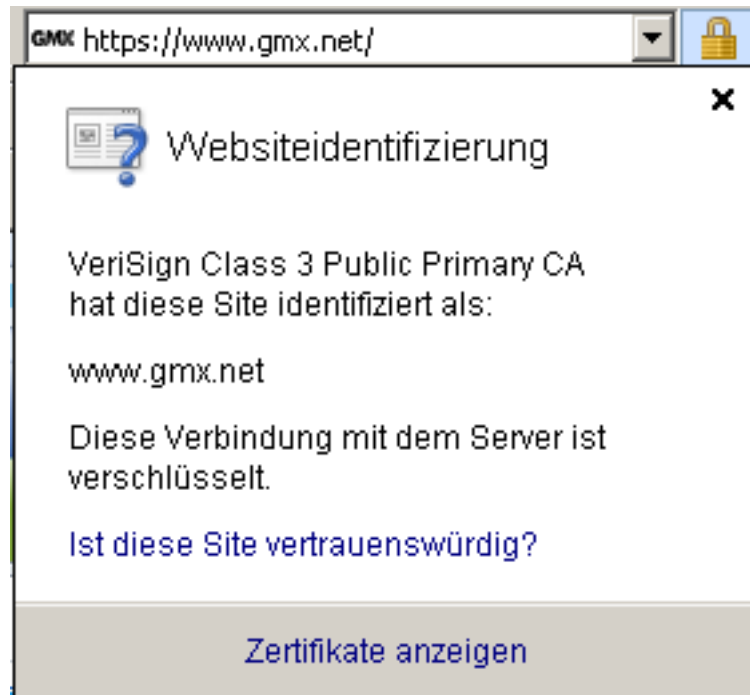 GMX https://www.gmx.net/
Websiteidentifizierung
VeriSign Class 3 Public Primary CA
hat diese Site identifiziert als:
www.gmx.net
Diese Verbindung mit dem Server ist
verschlüsselt.
Ist diese Site vertrauenswürdig?
Zertifikate anzeigen